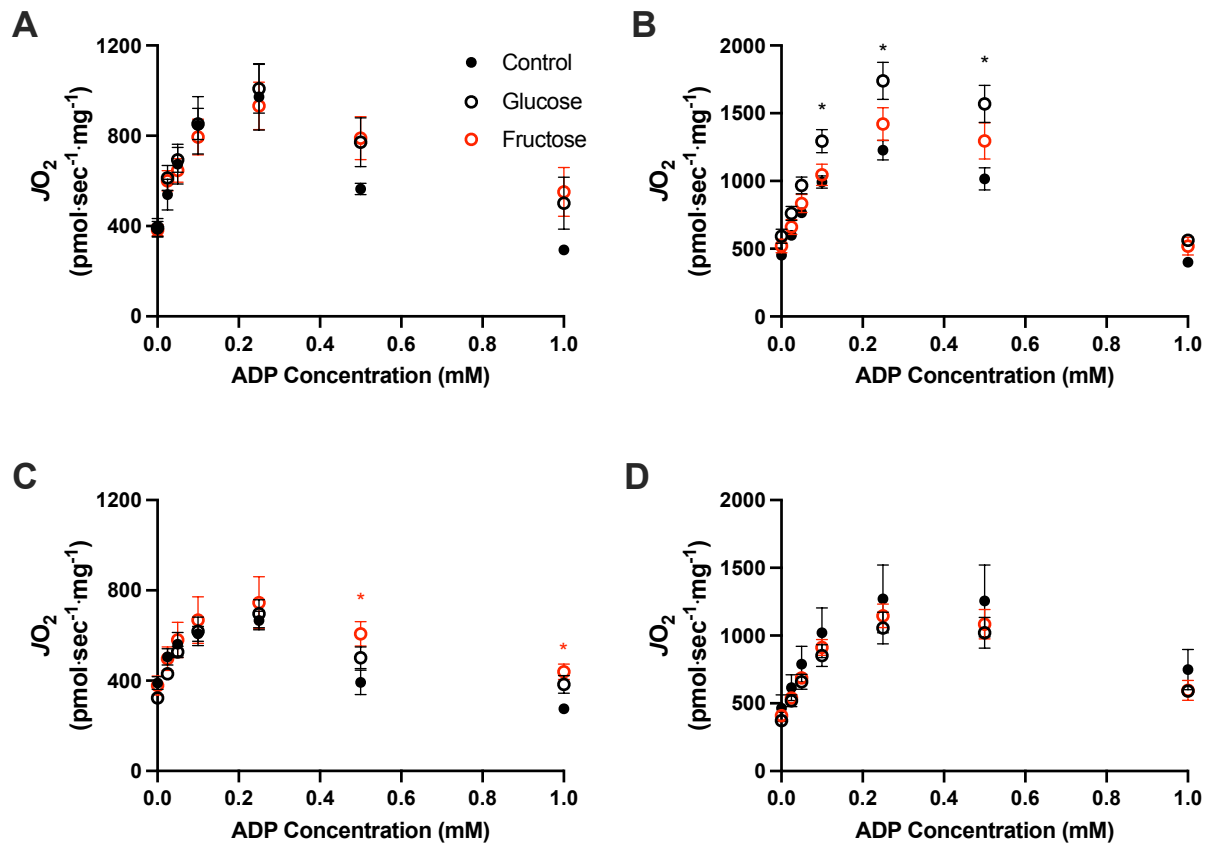 A
1200
800
400
0
JO2
(pmol·sec-1·mg-1)
0.0 0.2 0.4 0.6 0.8 1.0
ADP Concentration (mM)
Control
Glucose
Fructose
B
2000
1500
1000
500
0
JO2
(pmol·sec-1·mg-1)
* * *
0.0 0.2 0.4 0.6 0.8 1.0
ADP Concentration (mM)
C
1200
800
400
0
JO2
(pmol·sec-1·mg-1)
* *
0.0 0.2 0.4 0.6 0.8 1.0
ADP Concentration (mM)
D
2000
1500
1000
500
0
JO2
(pmol·sec-1·mg-1)
0.0 0.2 0.4 0.6 0.8 1.0
ADP Concentration (mM)